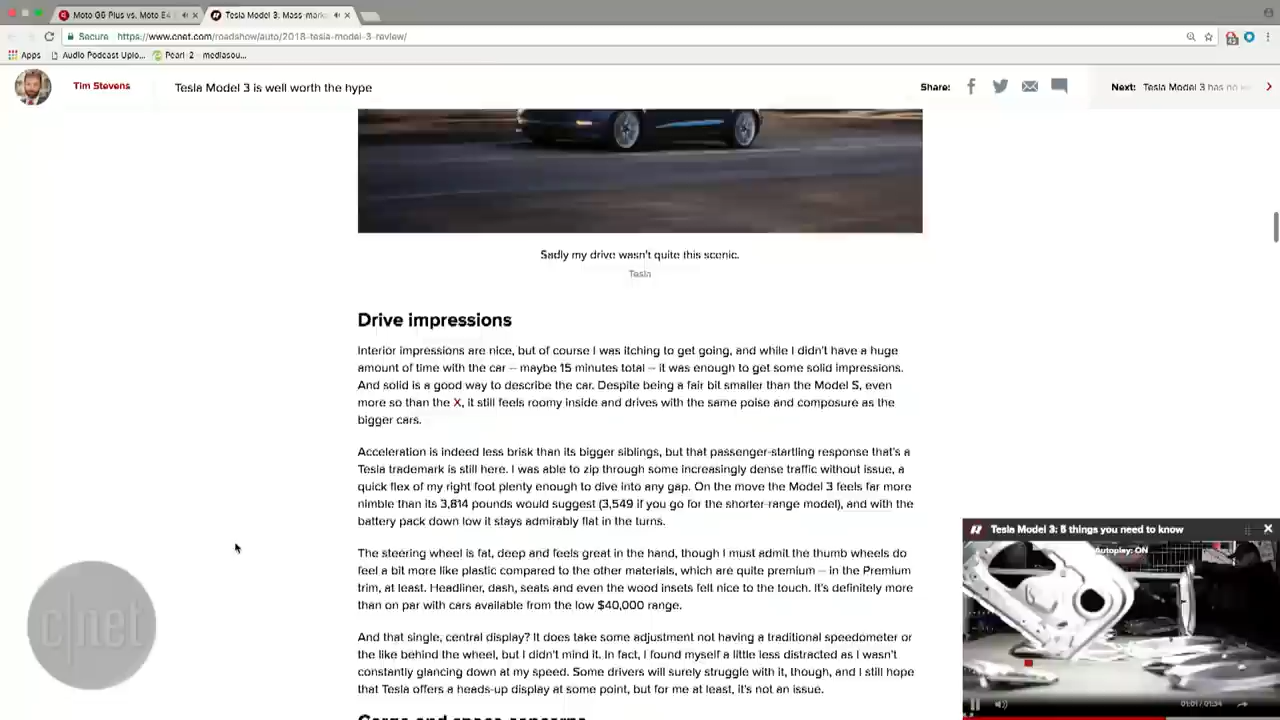 Moto G5 Plus vs. Moto E4
Tesla Model 3: Mass-mark
Secure https://www.cnet.com/roadshow/auto/2018-tesla-model-3-review/
Apps Audio Podcast Uplo... Pearl-2 – mediasou...
Tim Stevens Tesla Model 3 is well worth the hype Share: Next: Tesla Model 3 has no
Sadly my drive wasn't quite this scenic.
Tesla
Drive impressions
Interior impressions are nice, but of course I was itching to get going, and while I didn't have a huge
amount of time with the car – maybe 15 minutes total – it was enough to get some solid impressions.
And solid is a good way to describe the car. Despite being a fair bit smaller than the Model S, even
more so than the X, it still feels roomy inside and drives with the same poise and composure as the
bigger cars.
Acceleration is indeed less brisk than its bigger siblings, but that passenger-startling response that's a
Tesla trademark is still here. I was able to zip through some increasingly dense traffic without issue, a
quick flex of my right foot plenty enough to dive into any gap. On the move the Model 3 feels far more
nimble than its 3,814 pounds would suggest (3,549 if you go for the shorter-range model), and with the
battery pack down low it stays admirably flat in the turns.
The steering wheel is fat, deep and feels great in the hand, though I must admit the thumb wheels do
feel a bit more like plastic compared to the other materials, which are quite premium – in the Premium
trim, at least. Headliner, dash, seats and even the wood insets felt nice to the touch. It's definitely more
than on par with cars available from the low $40,000 range.
And that single, central display? It does take some adjustment not having a traditional speedometer or
the like behind the wheel, but I didn't mind it. In fact, I found myself a little less distracted as I wasn't
constantly glancing down at my speed. Some drivers will surely struggle with it, though, and I still hope
that Tesla offers a heads-up display at some point, but for me at least, it's not an issue.
Cargo and space concerns
Tesla Model 3: 5 things you need to know
Autoplay: ON
01:01 / 01:34
c|net